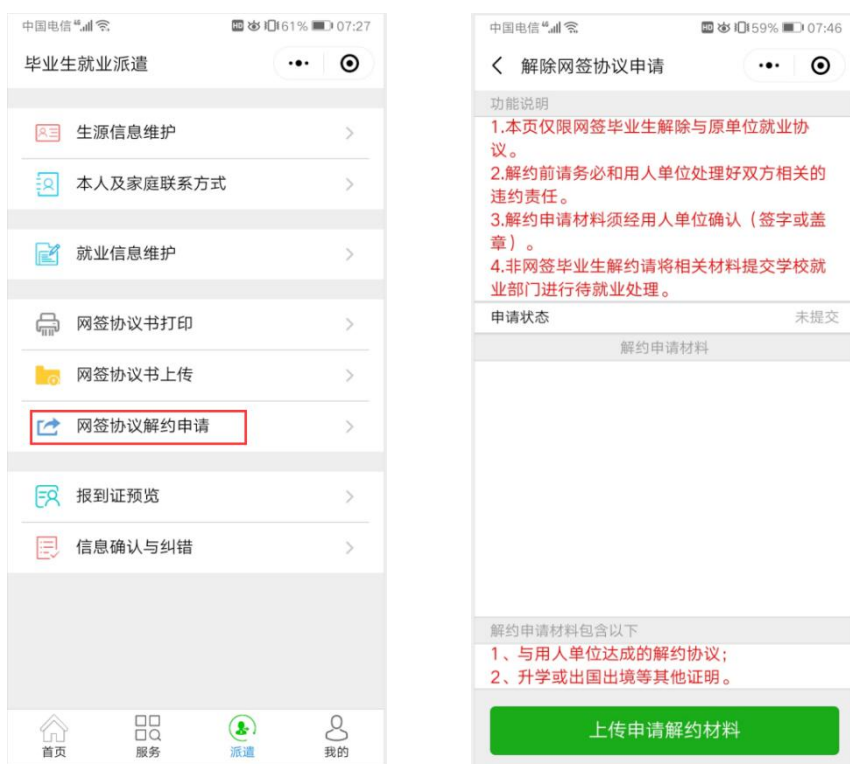 中国电信 46
HD 61% 07:27
毕业生就业派遣
生源信息维护
本人及家庭联系方式
就业信息维护
网签协议书打印
网签协议书上传
网签协议解约申请
报到证预览
信息确认与纠错
首页
服务
派遣
我的
中国电信 46
HD 59% 07:46
解除网签协议申请
功能说明
1.本页仅限网签毕业生解除与原单位就业协
议。
2.解约前请务必和用人单位处理好双方相关的
违约责任。
3.解约申请材料须经用人单位确认（签字或盖
章）。
4.非网签毕业生解约请将相关材料提交学校就
业部门进行待就业处理。
申请状态 未提交
解约申请材料
解约申请材料包含以下
1、与用人单位达成的解约协议;
2、升学或出国出境等其他证明。
上传申请解约材料